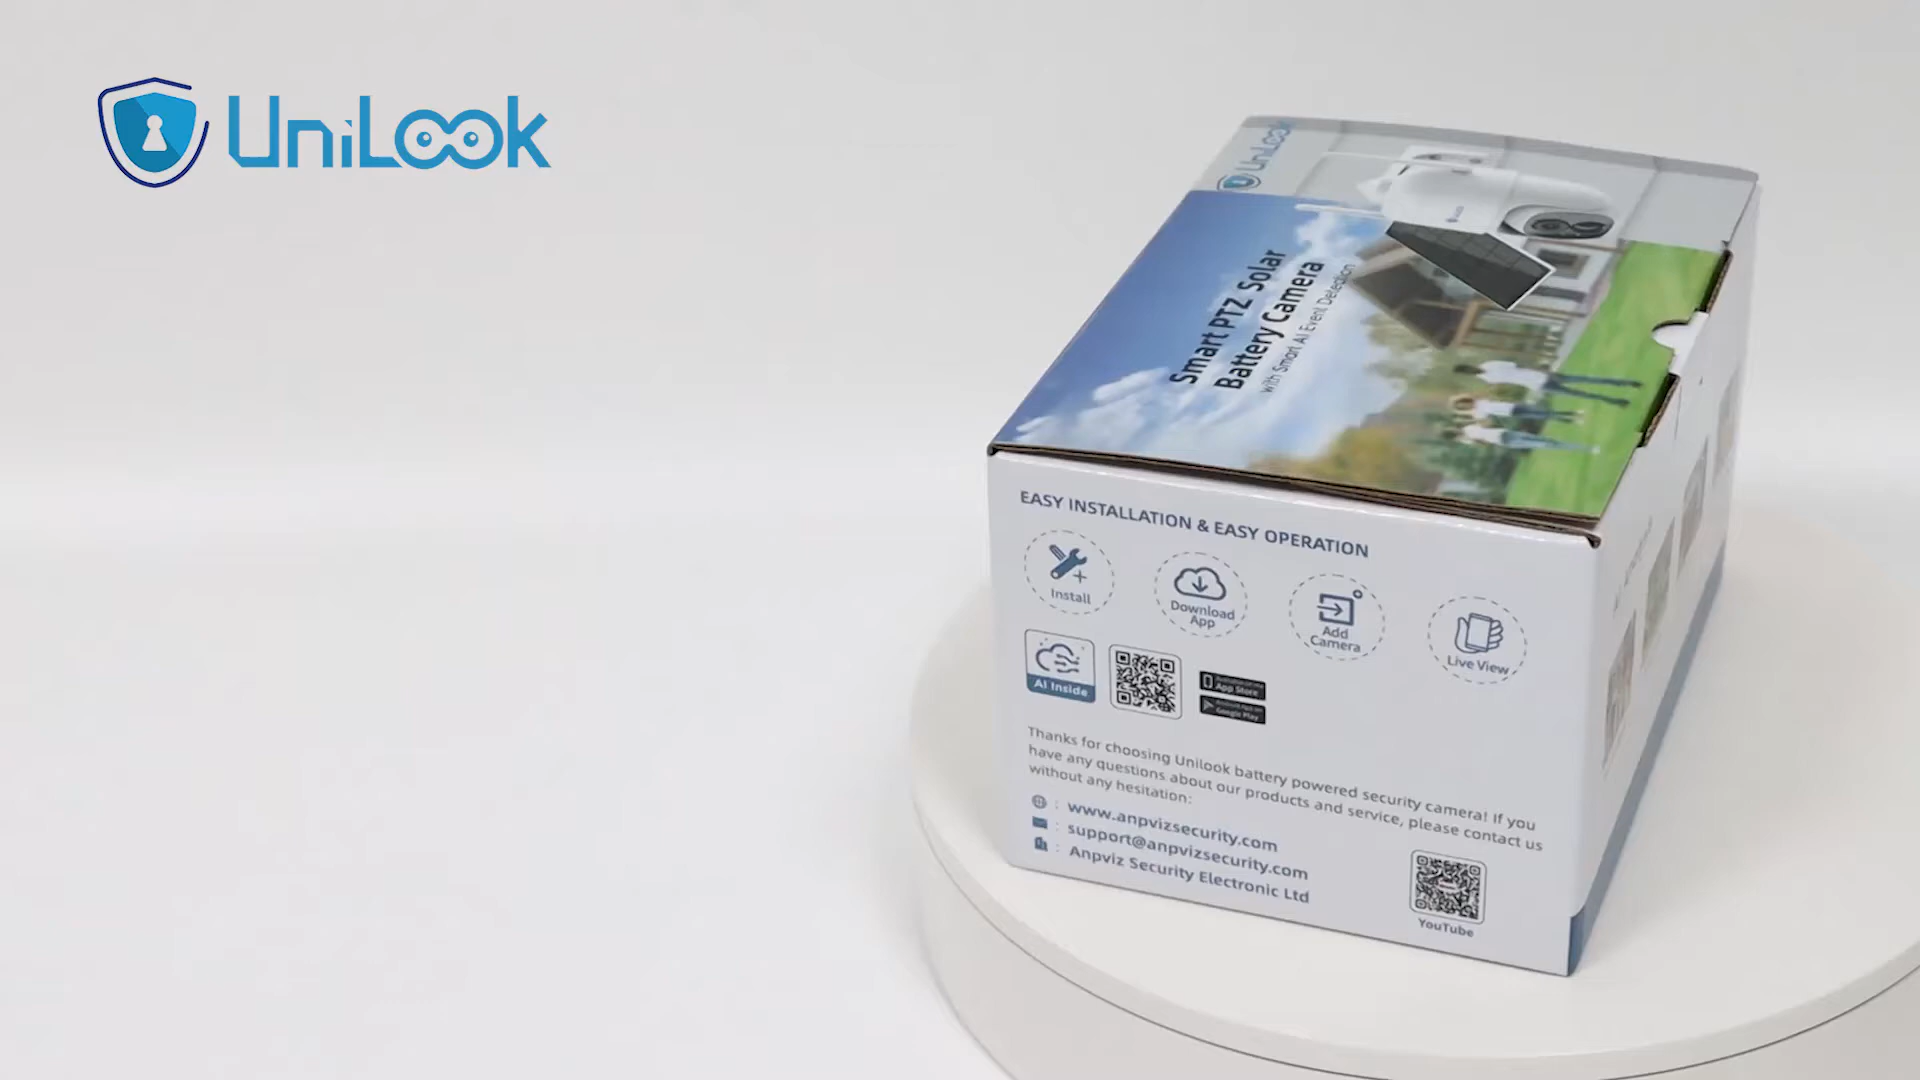 UniLook
UniLook
Smart PTZ Solar
Battery Camera
with Smart AI Event Detection
EASY INSTALLATION & EASY OPERATION
Install
Download
App
Add
Camera
Live View
AI Inside
App Store
Google Play
Thanks for choosing Unilook battery powered security camera! If you
have any questions about our products and service, please contact us
without any hesitation:
: www.anpvizsecurity.com
: support@anpvizsecurity.com
: Anpviz Security Electronic Ltd
YouTube